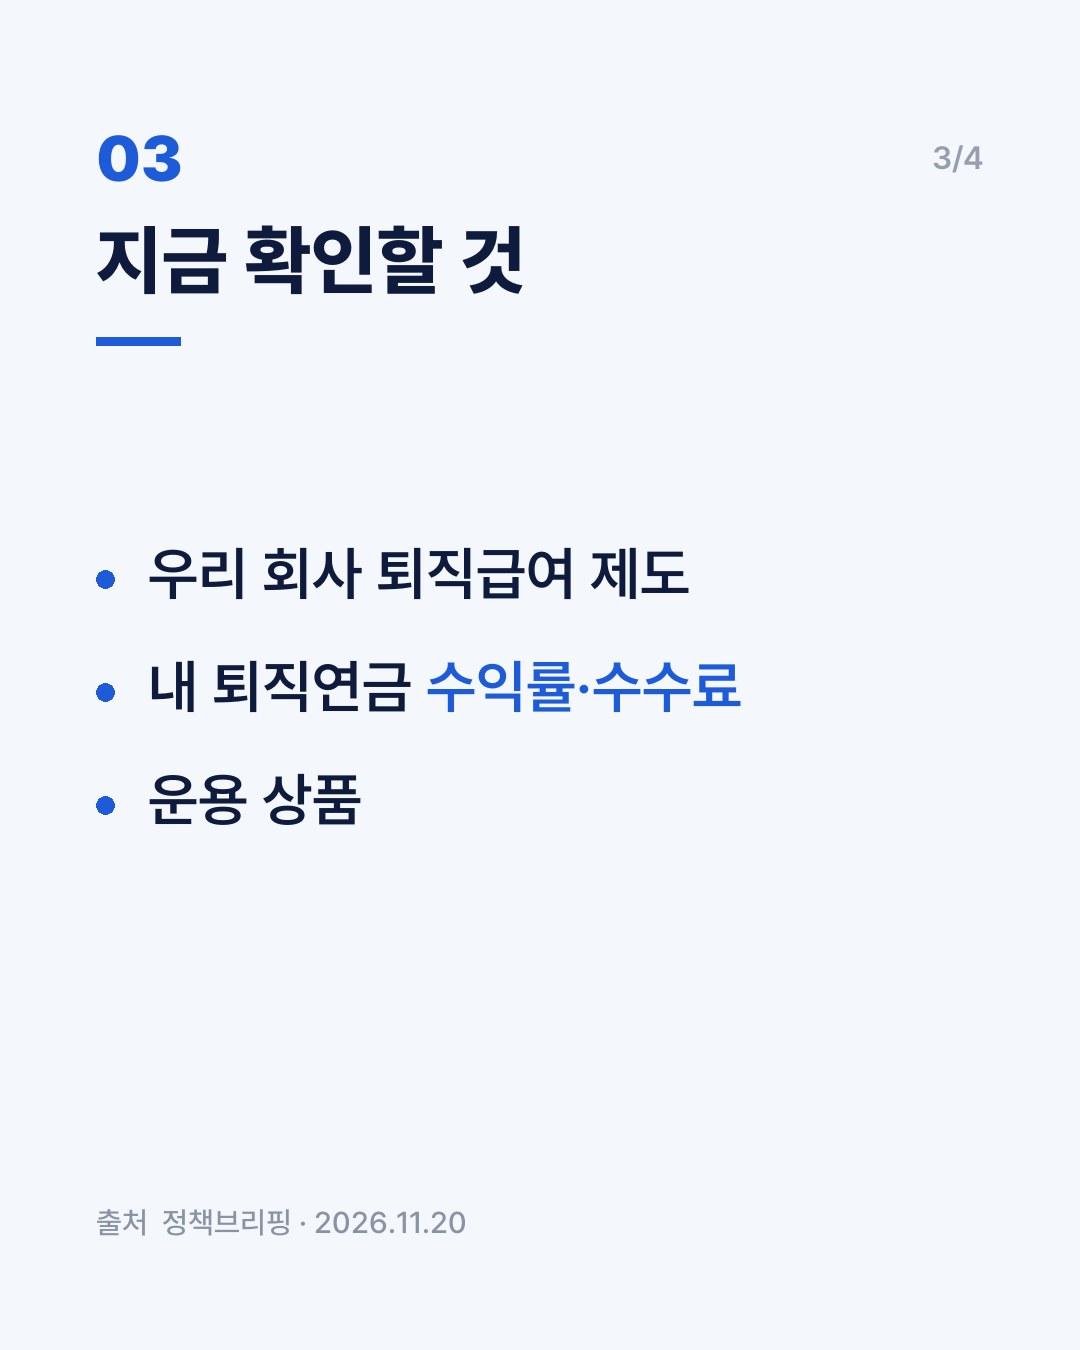 03
3/4
지금 확인할 것
우리 회사 퇴직급여 제도
내 퇴직연금 수익률·수수료
운용 상품
출처 정책브리핑 · 2026.11.20